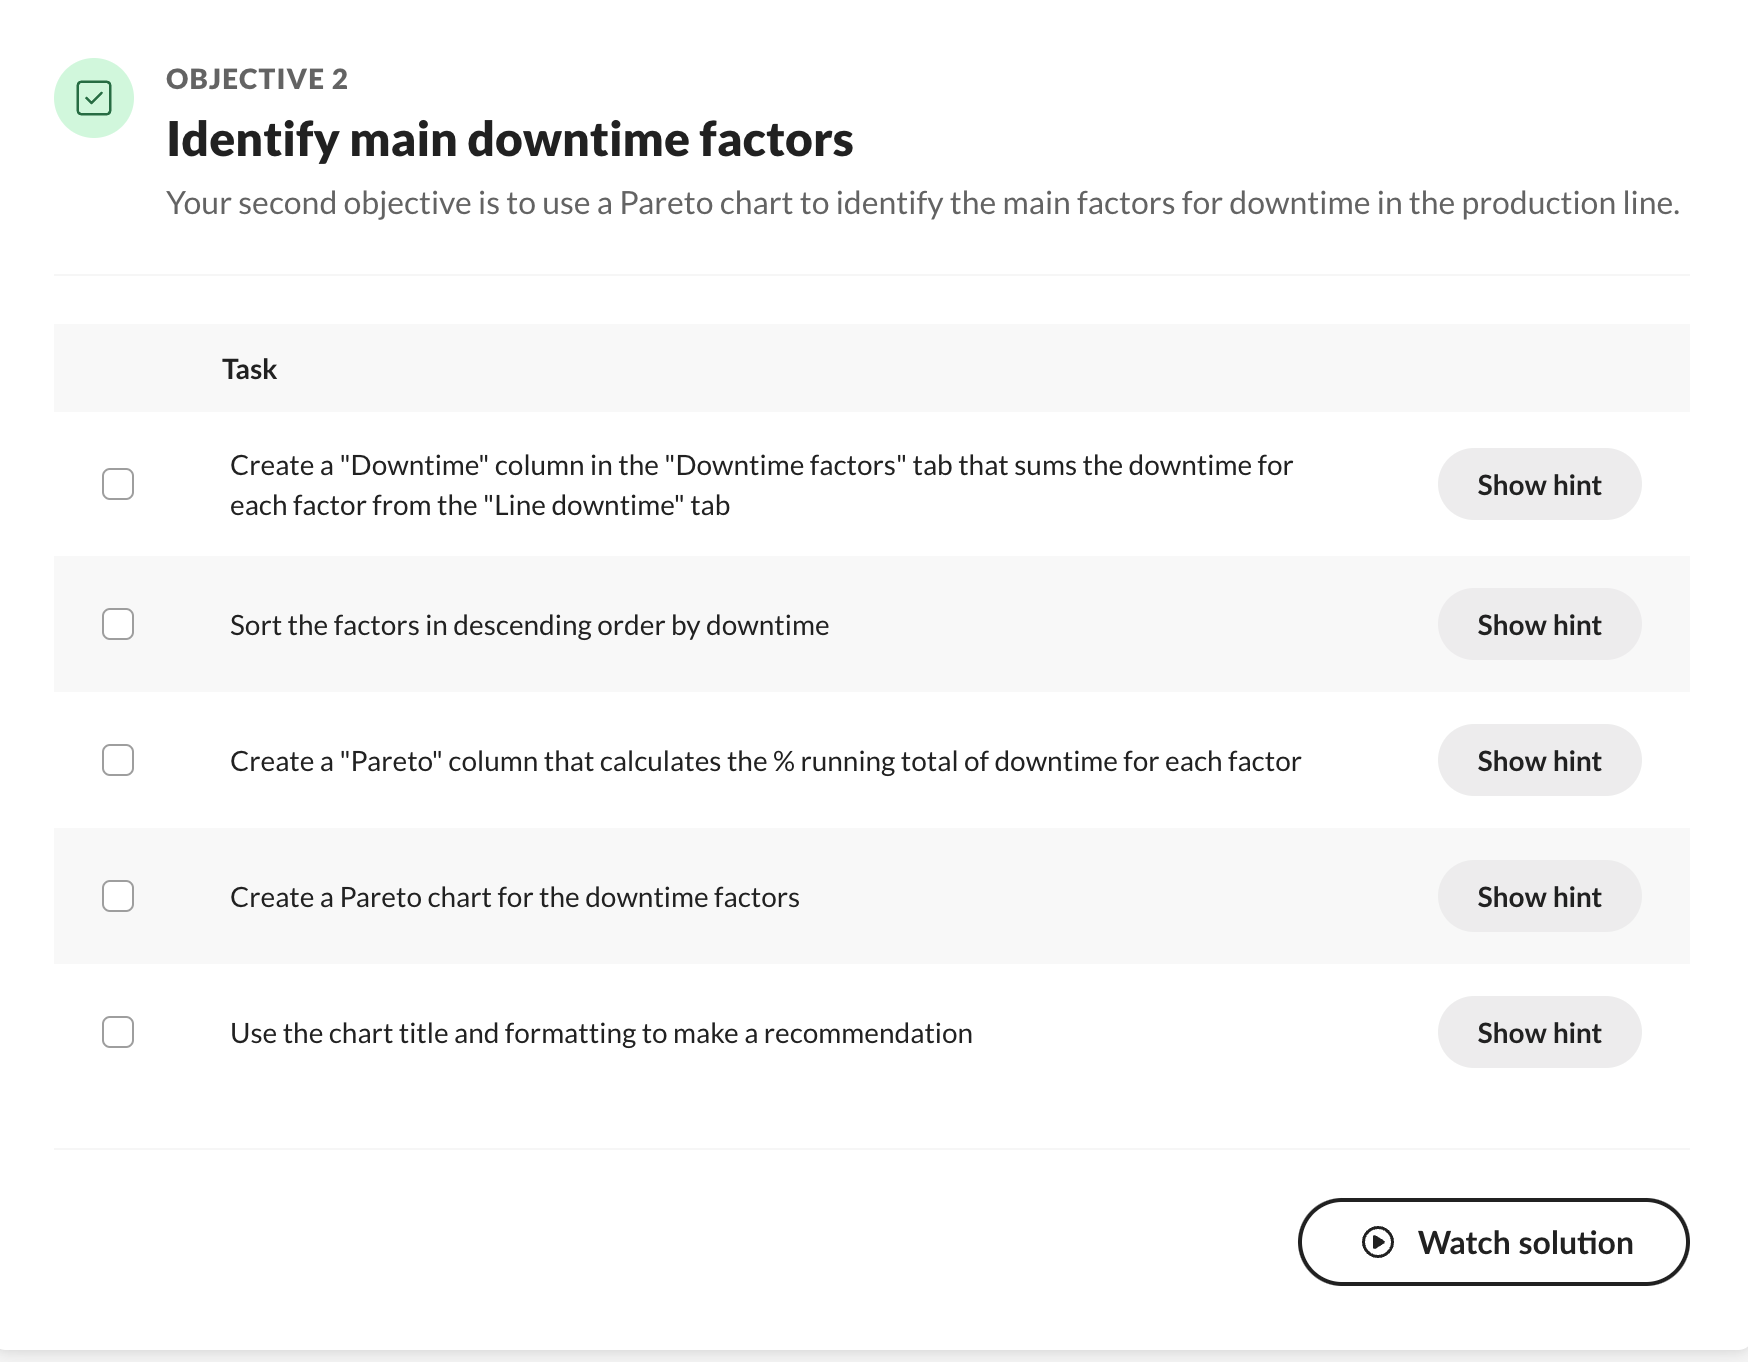 OBJECTIVE 2
Identify main downtime factors
Your second objective is to use a Pareto chart to identify the main factors for downtime in the production line.
Task
Create a "Downtime" column in the "Downtime factors" tab that sums the downtime for
each factor from the "Line downtime" tab
Show hint
Sort the factors in descending order by downtime
Show hint
Create a "Pareto" column that calculates the % running total of downtime for each factor
Show hint
Create a Pareto chart for the downtime factors
Show hint
Use the chart title and formatting to make a recommendation
Show hint
Watch solution